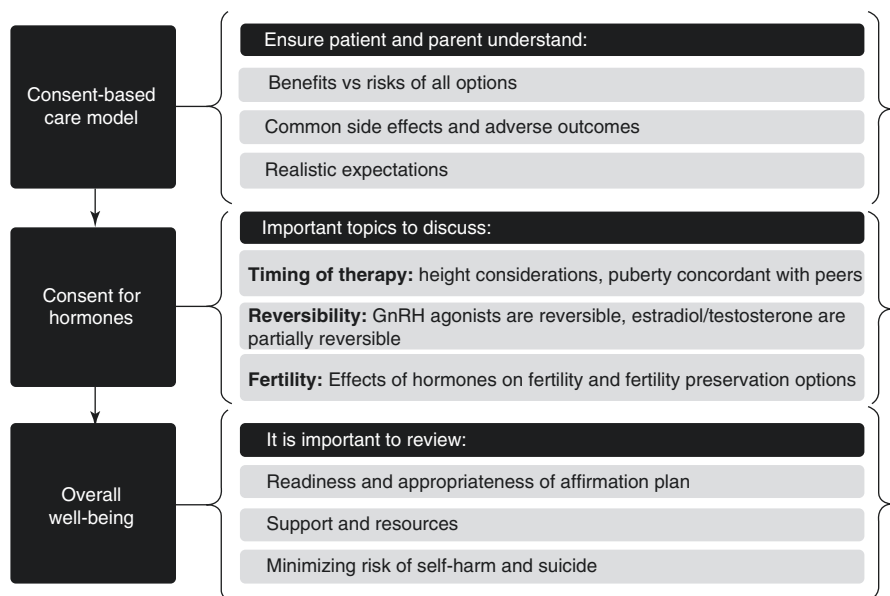 Consent-based
care model
Ensure patient and parent understand:
Benefits vs risks of all options
Common side effects and adverse outcomes
Realistic expectations
Consent for
hormones
Important topics to discuss:
Timing of therapy: height considerations, puberty concordant with peers
Reversibility: GnRH agonists are reversible, estradiol/testosterone are
partially reversible
Fertility: Effects of hormones on fertility and fertility preservation options
Overall
well-being
It is important to review:
Readiness and appropriateness of affirmation plan
Support and resources
Minimizing risk of self-harm and suicide